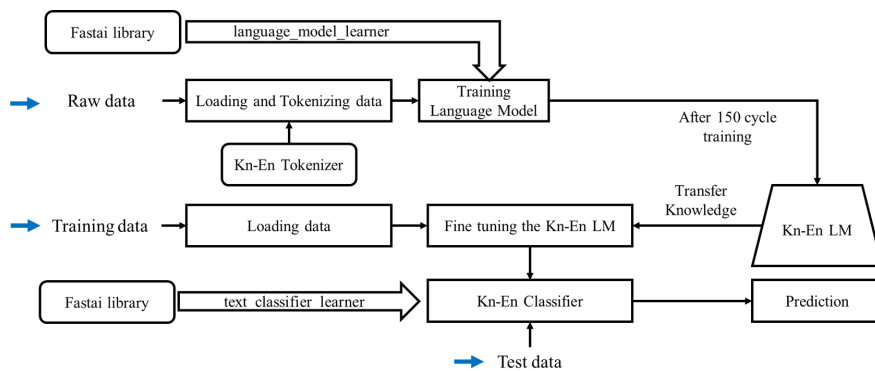 Fastai library
language_model_learner
Raw data
Loading and Tokenizing data
Training
Language Model
After 150 cycle
training
Kn-En Tokenizer
Training data
Loading data
Fine tuning the Kn-En LM
Transfer
Knowledge
Kn-En LM
Fastai library
text_classifier_learner
Kn-En Classifier
Prediction
Test data